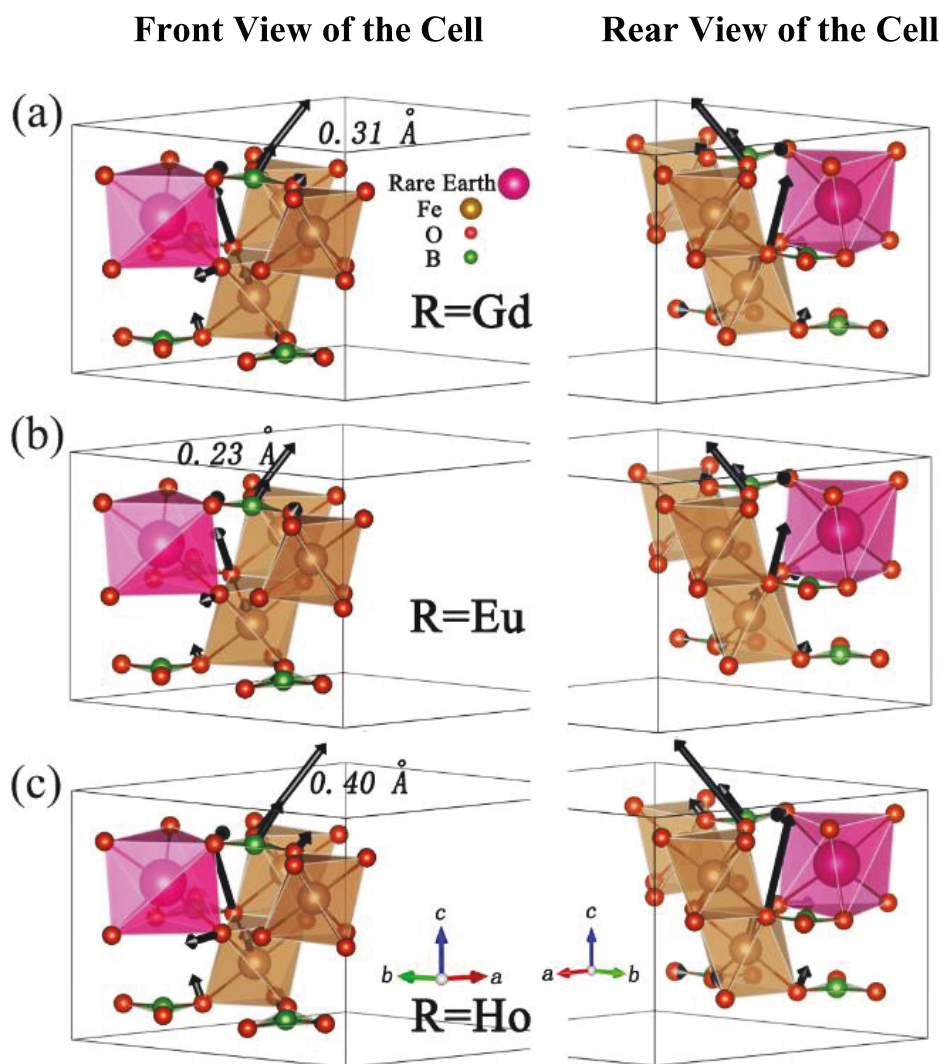 Front View of the Cell
Rear View of the Cell
(a)
0.31 Å
Rare Earth
Fe
O
B
R=Gd
(b)
0.23 Å
R=Eu
(c)
0.40 Å
c
b
a
c
a
b
R=Ho